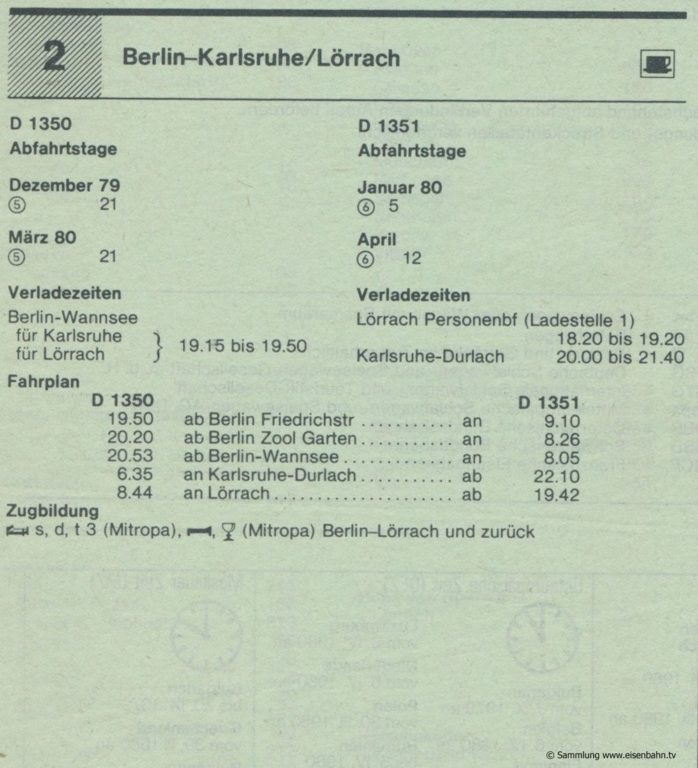 2 Berlin–Karlsruhe/Lörrach
D 1350
Abfahrtstage
Dezember 79
⑤ 21
März 80
⑤ 21
Verladezeiten
Berlin-Wannsee
für Karlsruhe
für Lörrach } 19.15 bis 19.50
D 1351
Abfahrtstage
Januar 80
⑥ 5
April
⑥ 12
Verladezeiten
Lörrach Personenbf (Ladestelle 1)
18.20 bis 19.20
Karlsruhe-Durlach 20.00 bis 21.40
Fahrplan
D 1350 D 1351
19.50 ab Berlin Friedrichstr ........... an 9.10
20.20 ab Berlin Zool Garten ........... an 8.26
20.53 ab Berlin-Wannsee ............. an 8.05
6.35 an Karlsruhe-Durlach ........... ab 22.10
8.44 an Lörrach ...................... ab 19.42
Zugbildung
s, d, t 3 (Mitropa), , (Mitropa) Berlin–Lörrach und zurück
© Sammlung www.eisenbahn.tv